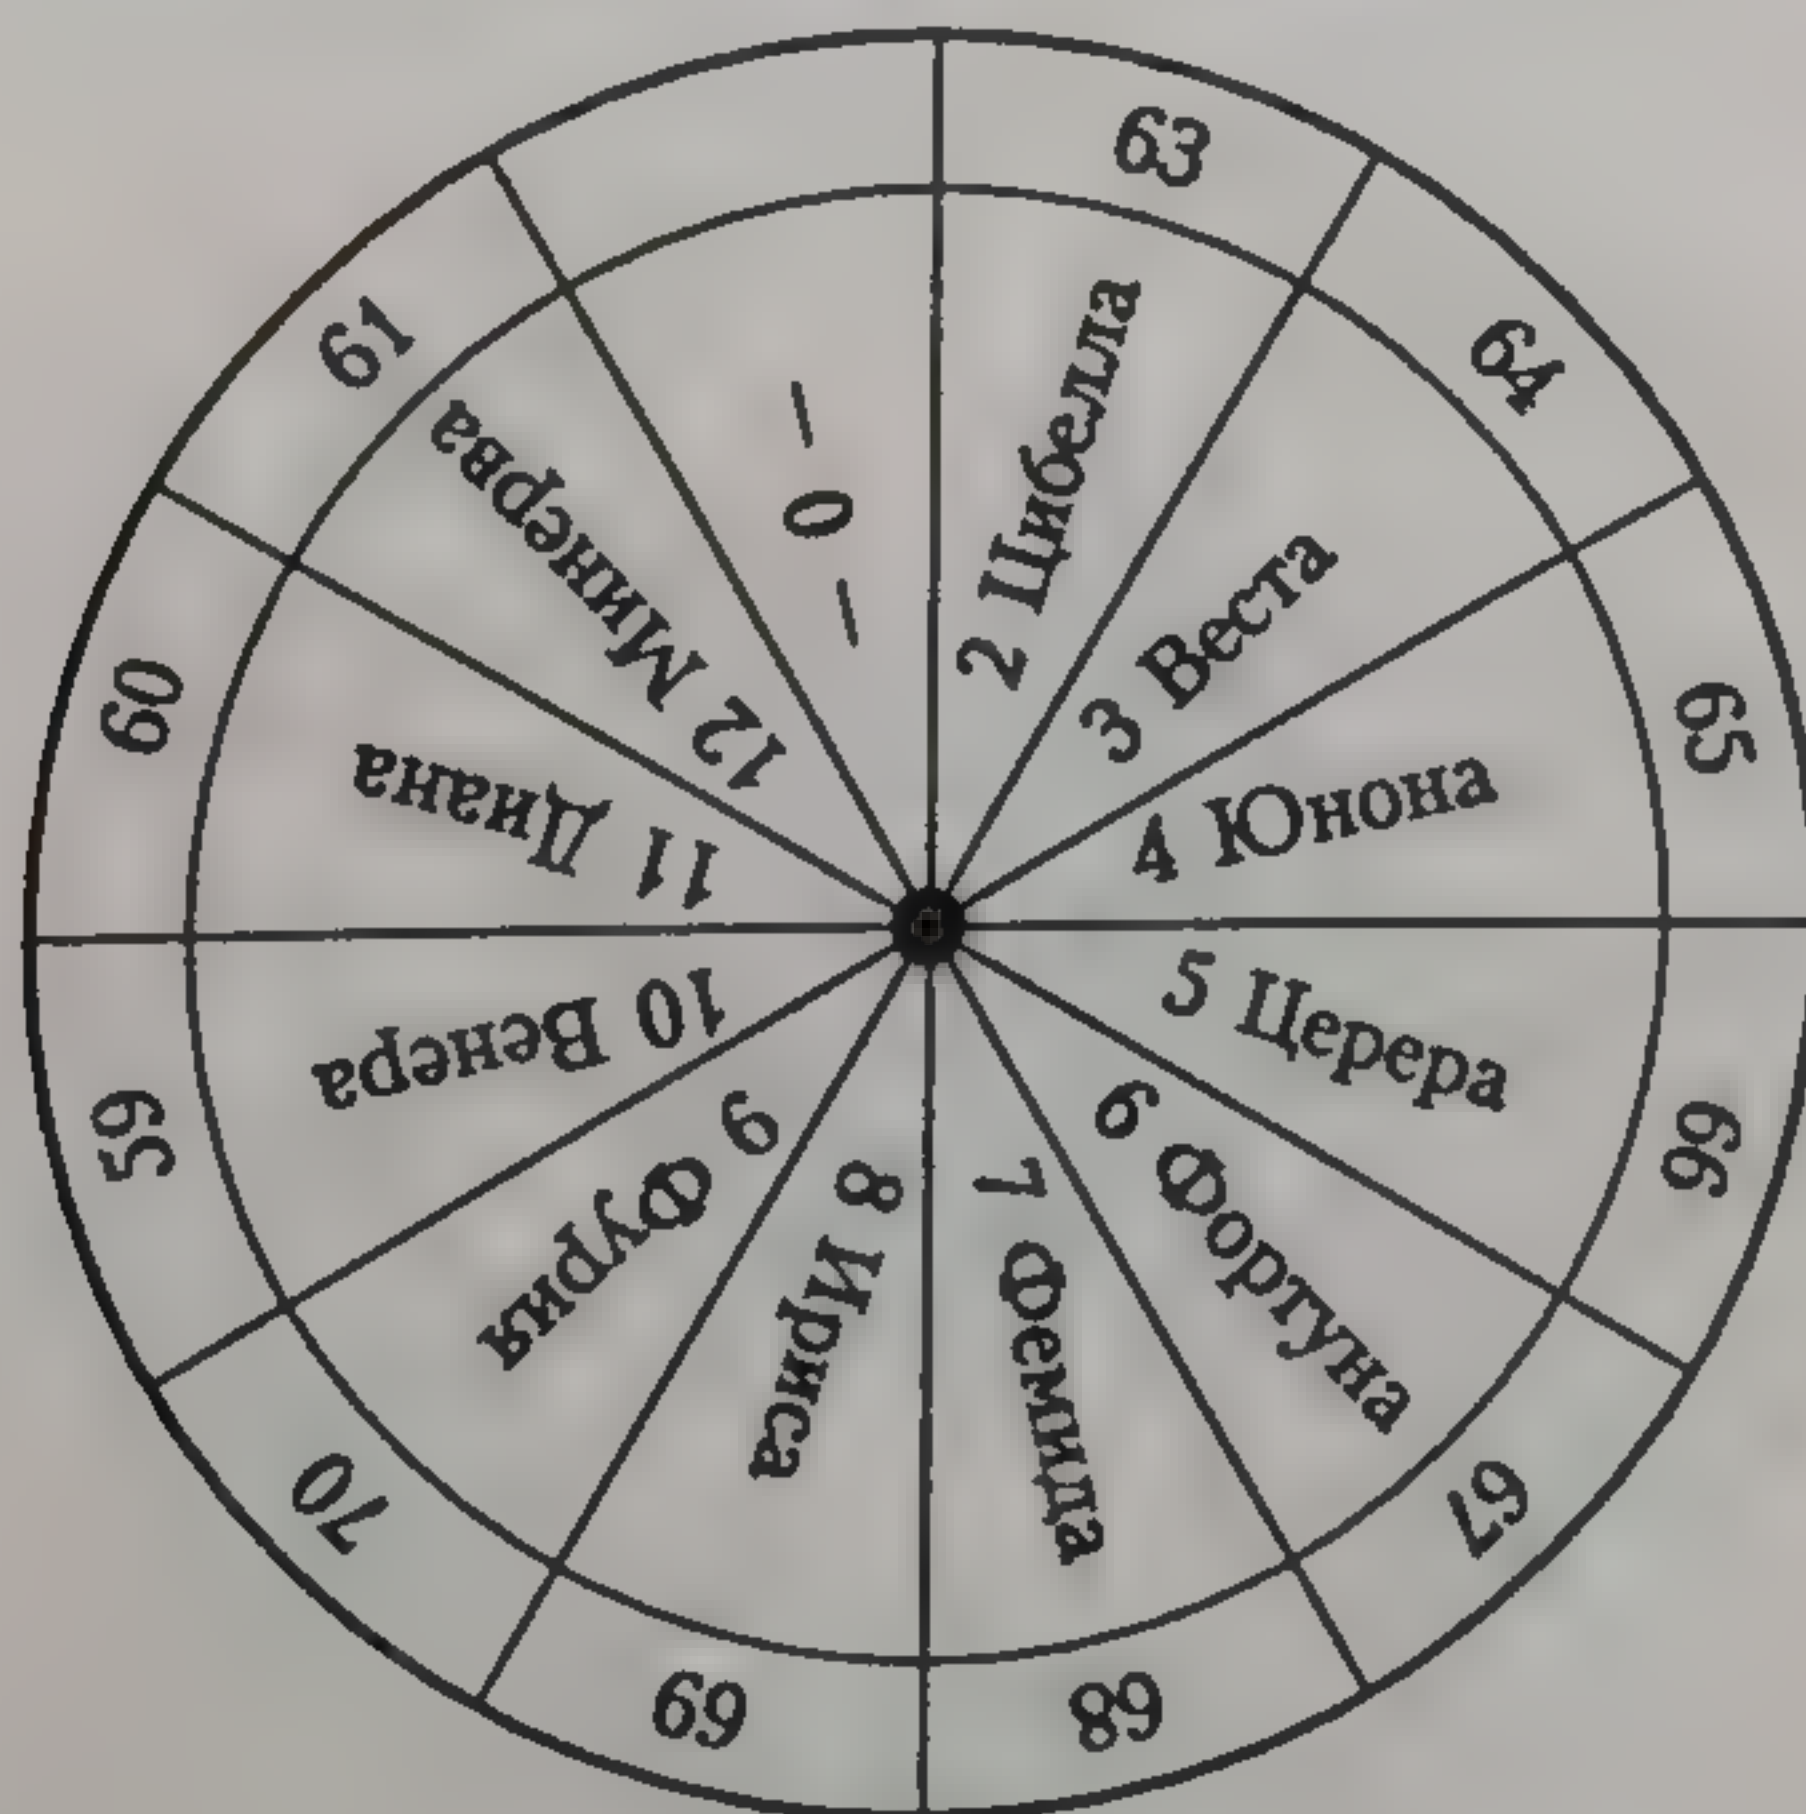 63
64
65
66
67
68
69
70
59
60
61
– 0 –
2 Цибелла
3 Веста
4 Юнона
5 Церера
6 Фортуна
7 Фемида
8 Ириса
9 Фурия
10 Венера
11 Диана
12 Минерва